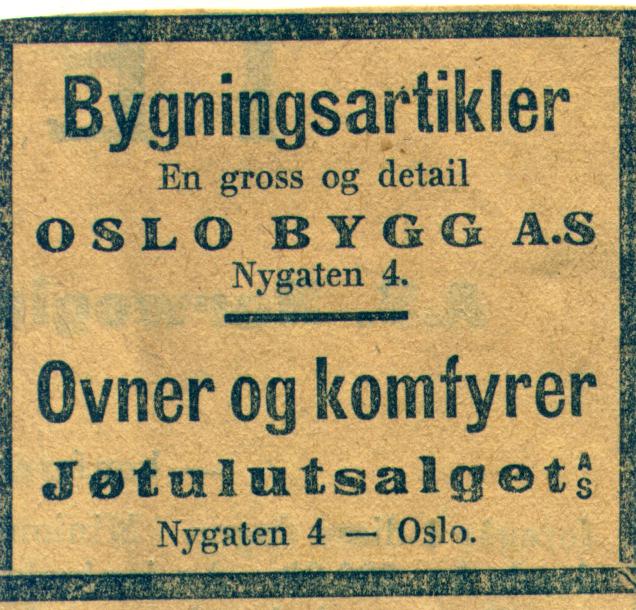 Bygningsartikler
En gross og detail
OSLO BYGG A.S
Nygaten 4.
Ovner og komfyrer
Jøtulutsalget A/S
Nygaten 4 — Oslo.